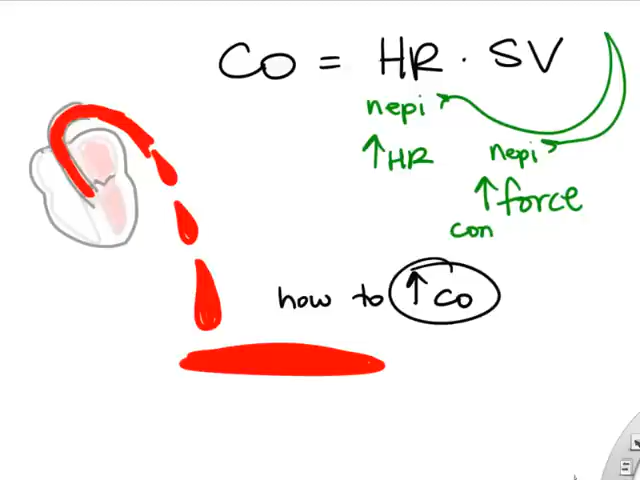 CO = HR · SV
nepi
↑HR
nepi
↑force
con
how to ↑CO